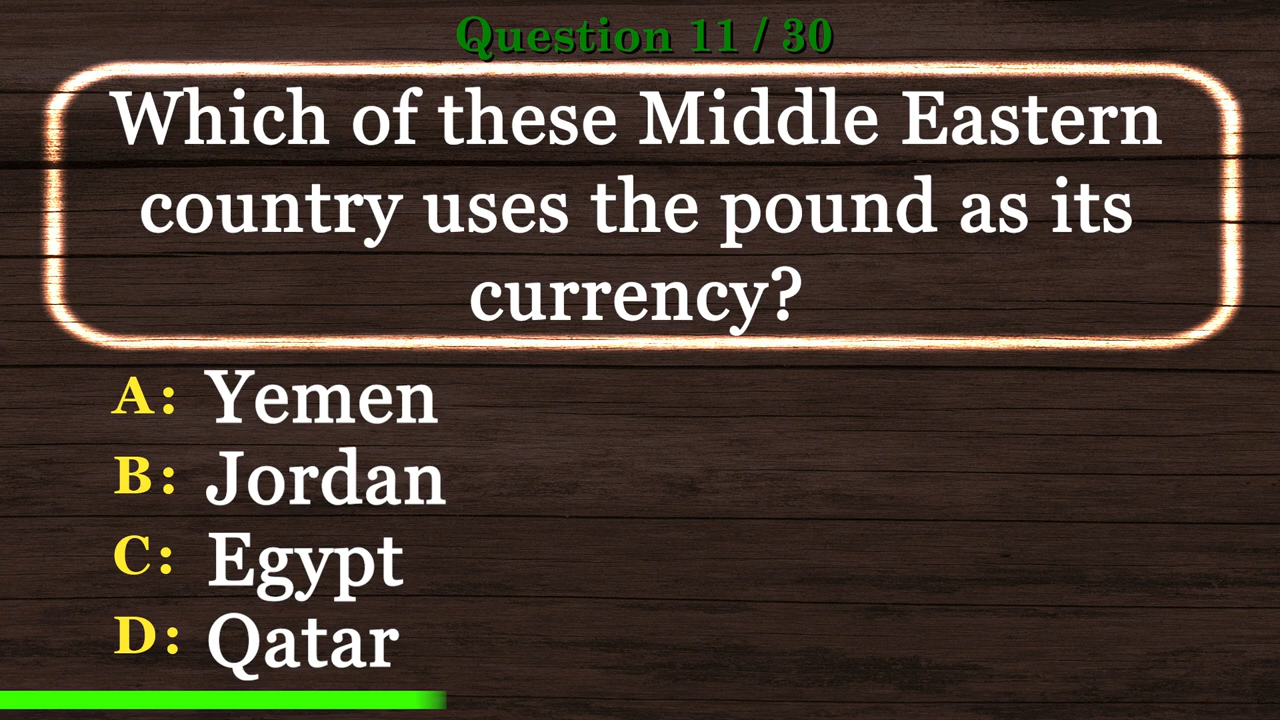 Question 11 / 30
Which of these Middle Eastern
country uses the pound as its
currency?
A: Yemen
B: Jordan
C: Egypt
D: Qatar